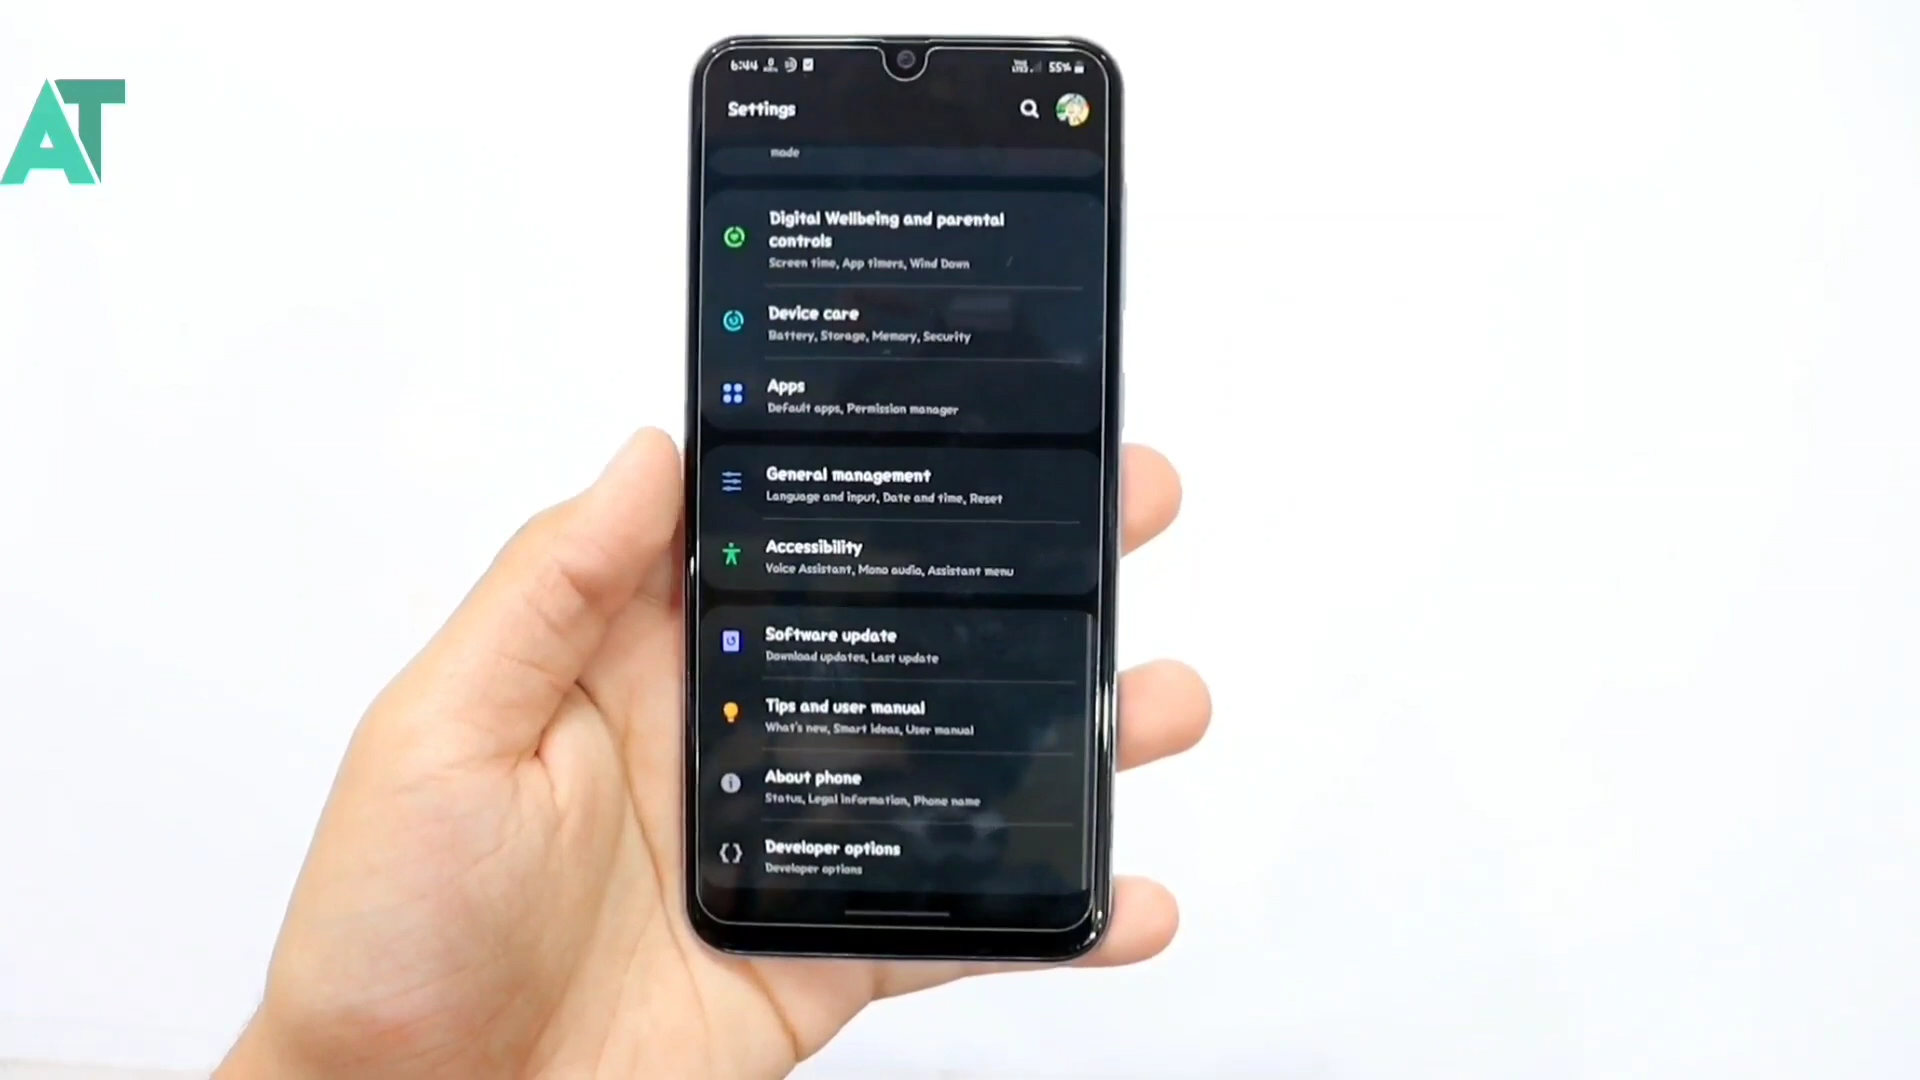 AT
6:44
55%
Settings
mode
Digital Wellbeing and parental
controls
Screen time, App timers, Wind Down
Device care
Battery, Storage, Memory, Security
Apps
Default apps, Permission manager
General management
Language and input, Date and time, Reset
Accessibility
Voice Assistant, Mono audio, Assistant menu
Software update
Download updates, Last update
Tips and user manual
What's new, Smart ideas, User manual
About phone
Status, Legal information, Phone name
Developer options
Developer options